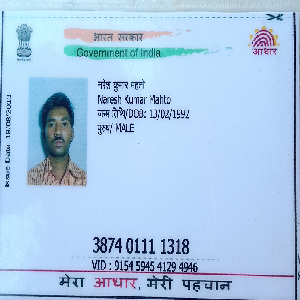 भारत सरकार
Government of India
आधार
नरेश कुमार महतो
Naresh Kumar Mahto
जन्म तिथि/DOB: 13/02/1992
पुरुष/ MALE
Issue Date: 19/08/2013
3874 0111 1318
VID : 9154 5945 4129 4946
मेरा आधार, मेरी पहचान